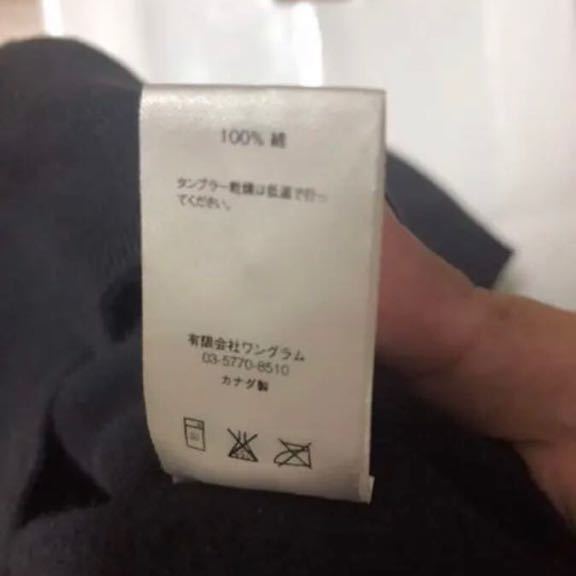 100% 綿
タンブラー乾燥は低温で行っ
てください。
有限会社ワングラム
03-5770-8510
カナダ製